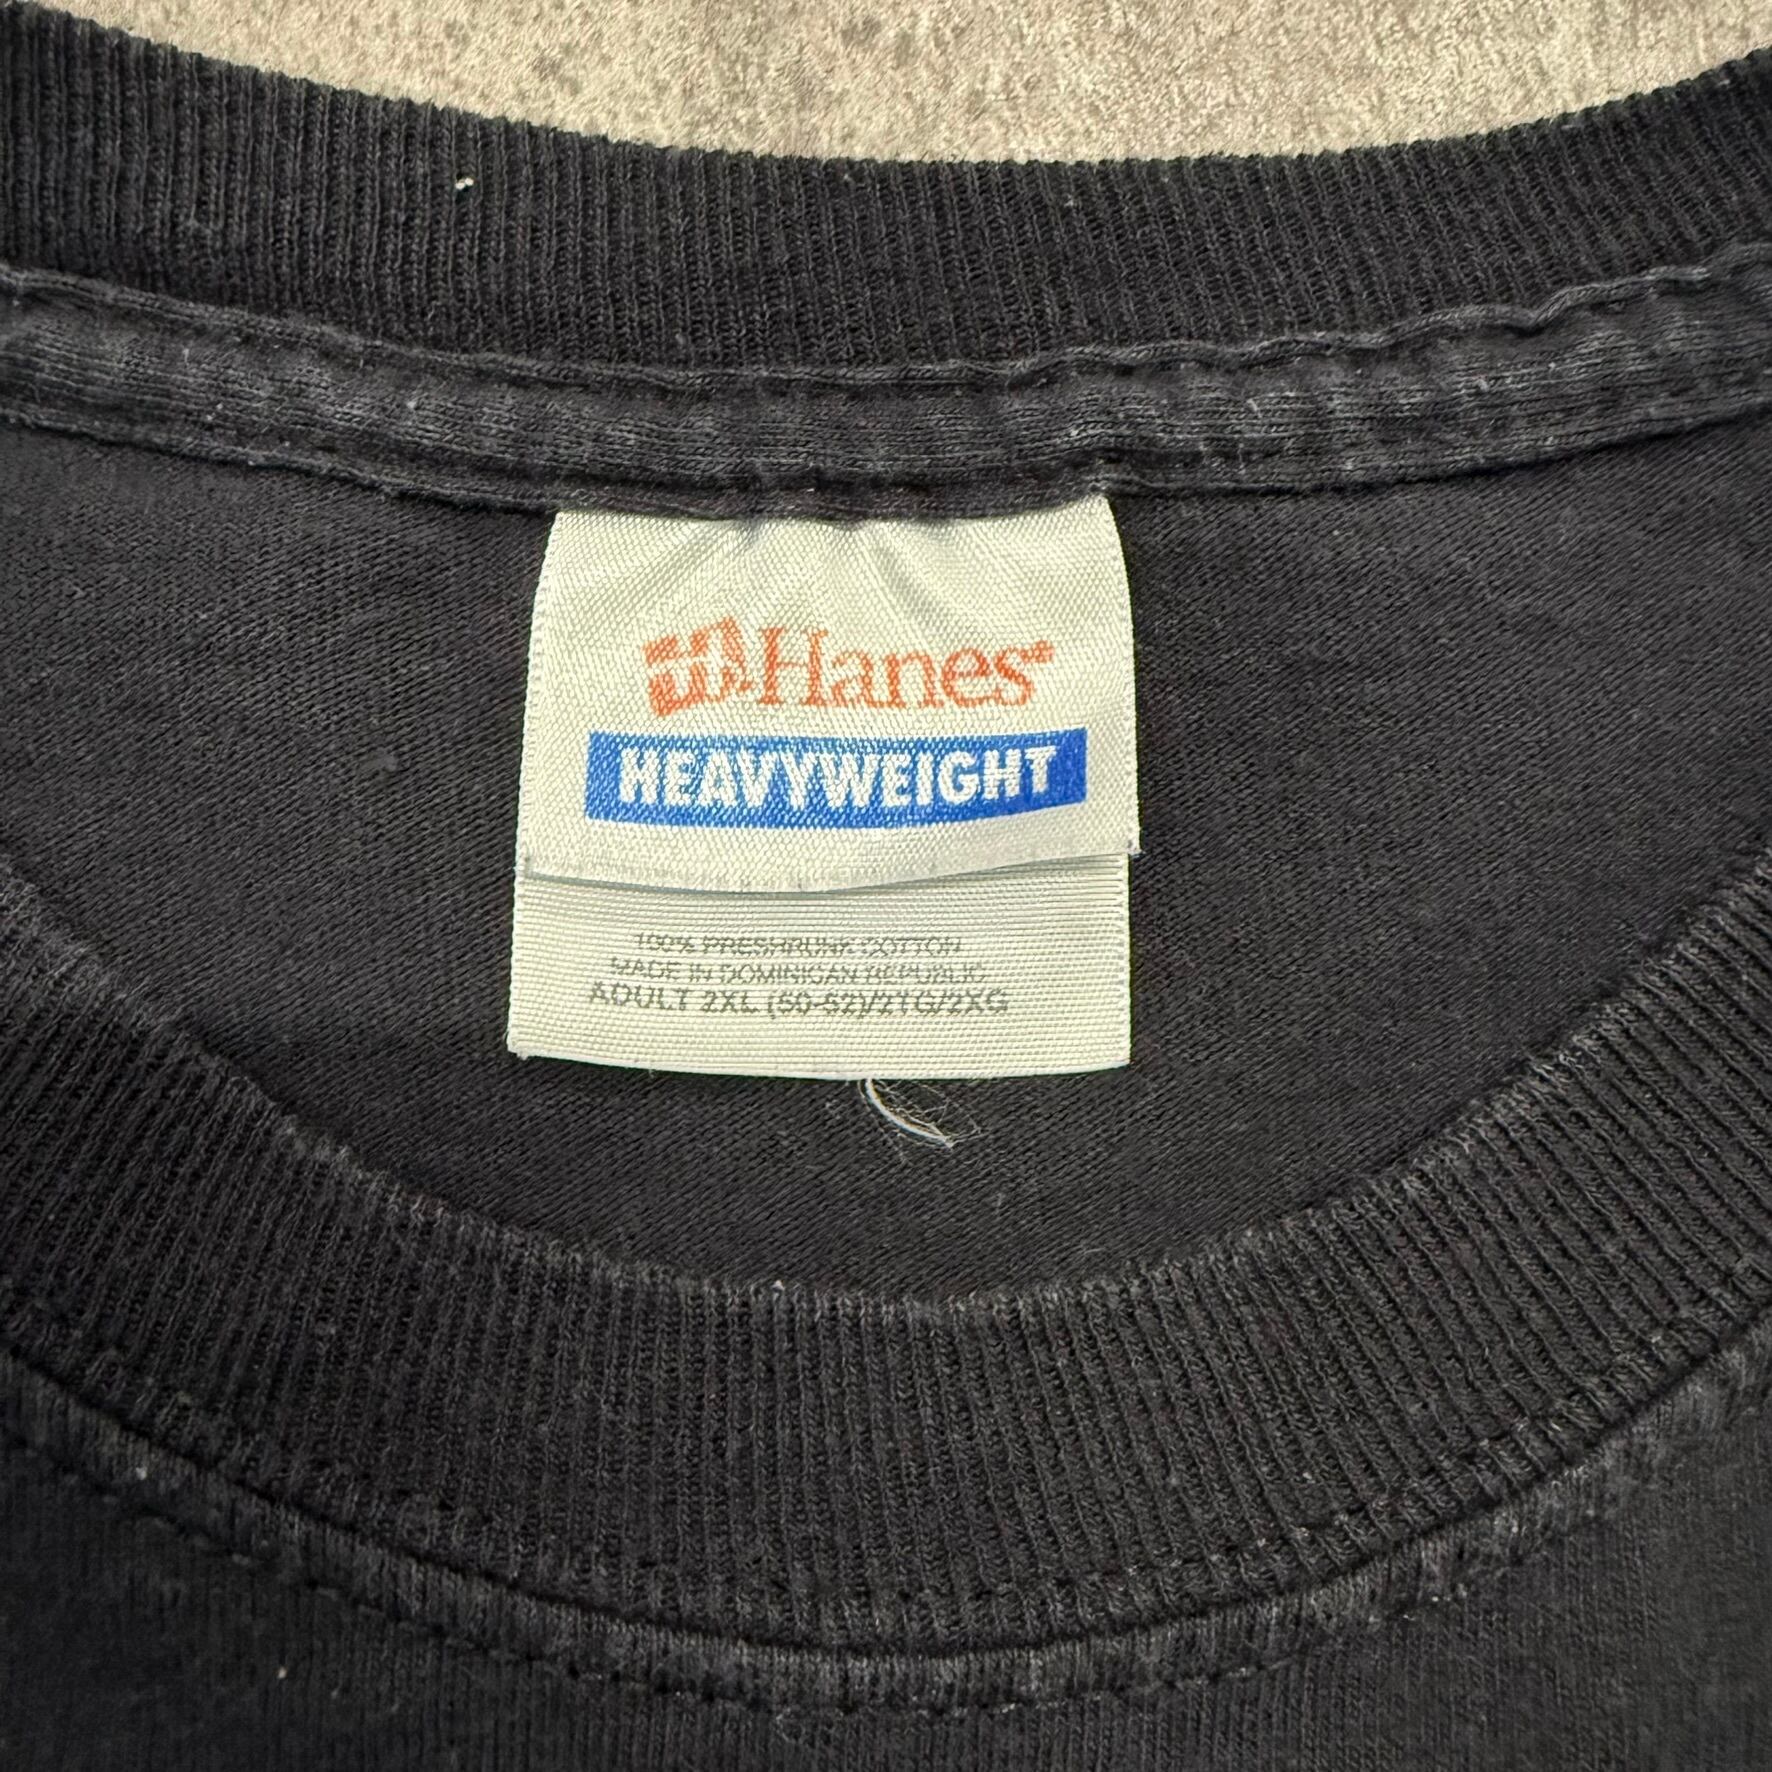 Hanes
HEAVYWEIGHT
100% PRESHRUNK COTTON
MADE IN DOMINICAN REPUBLIC
ADULT 2XL (50-52)/2TG/2XG